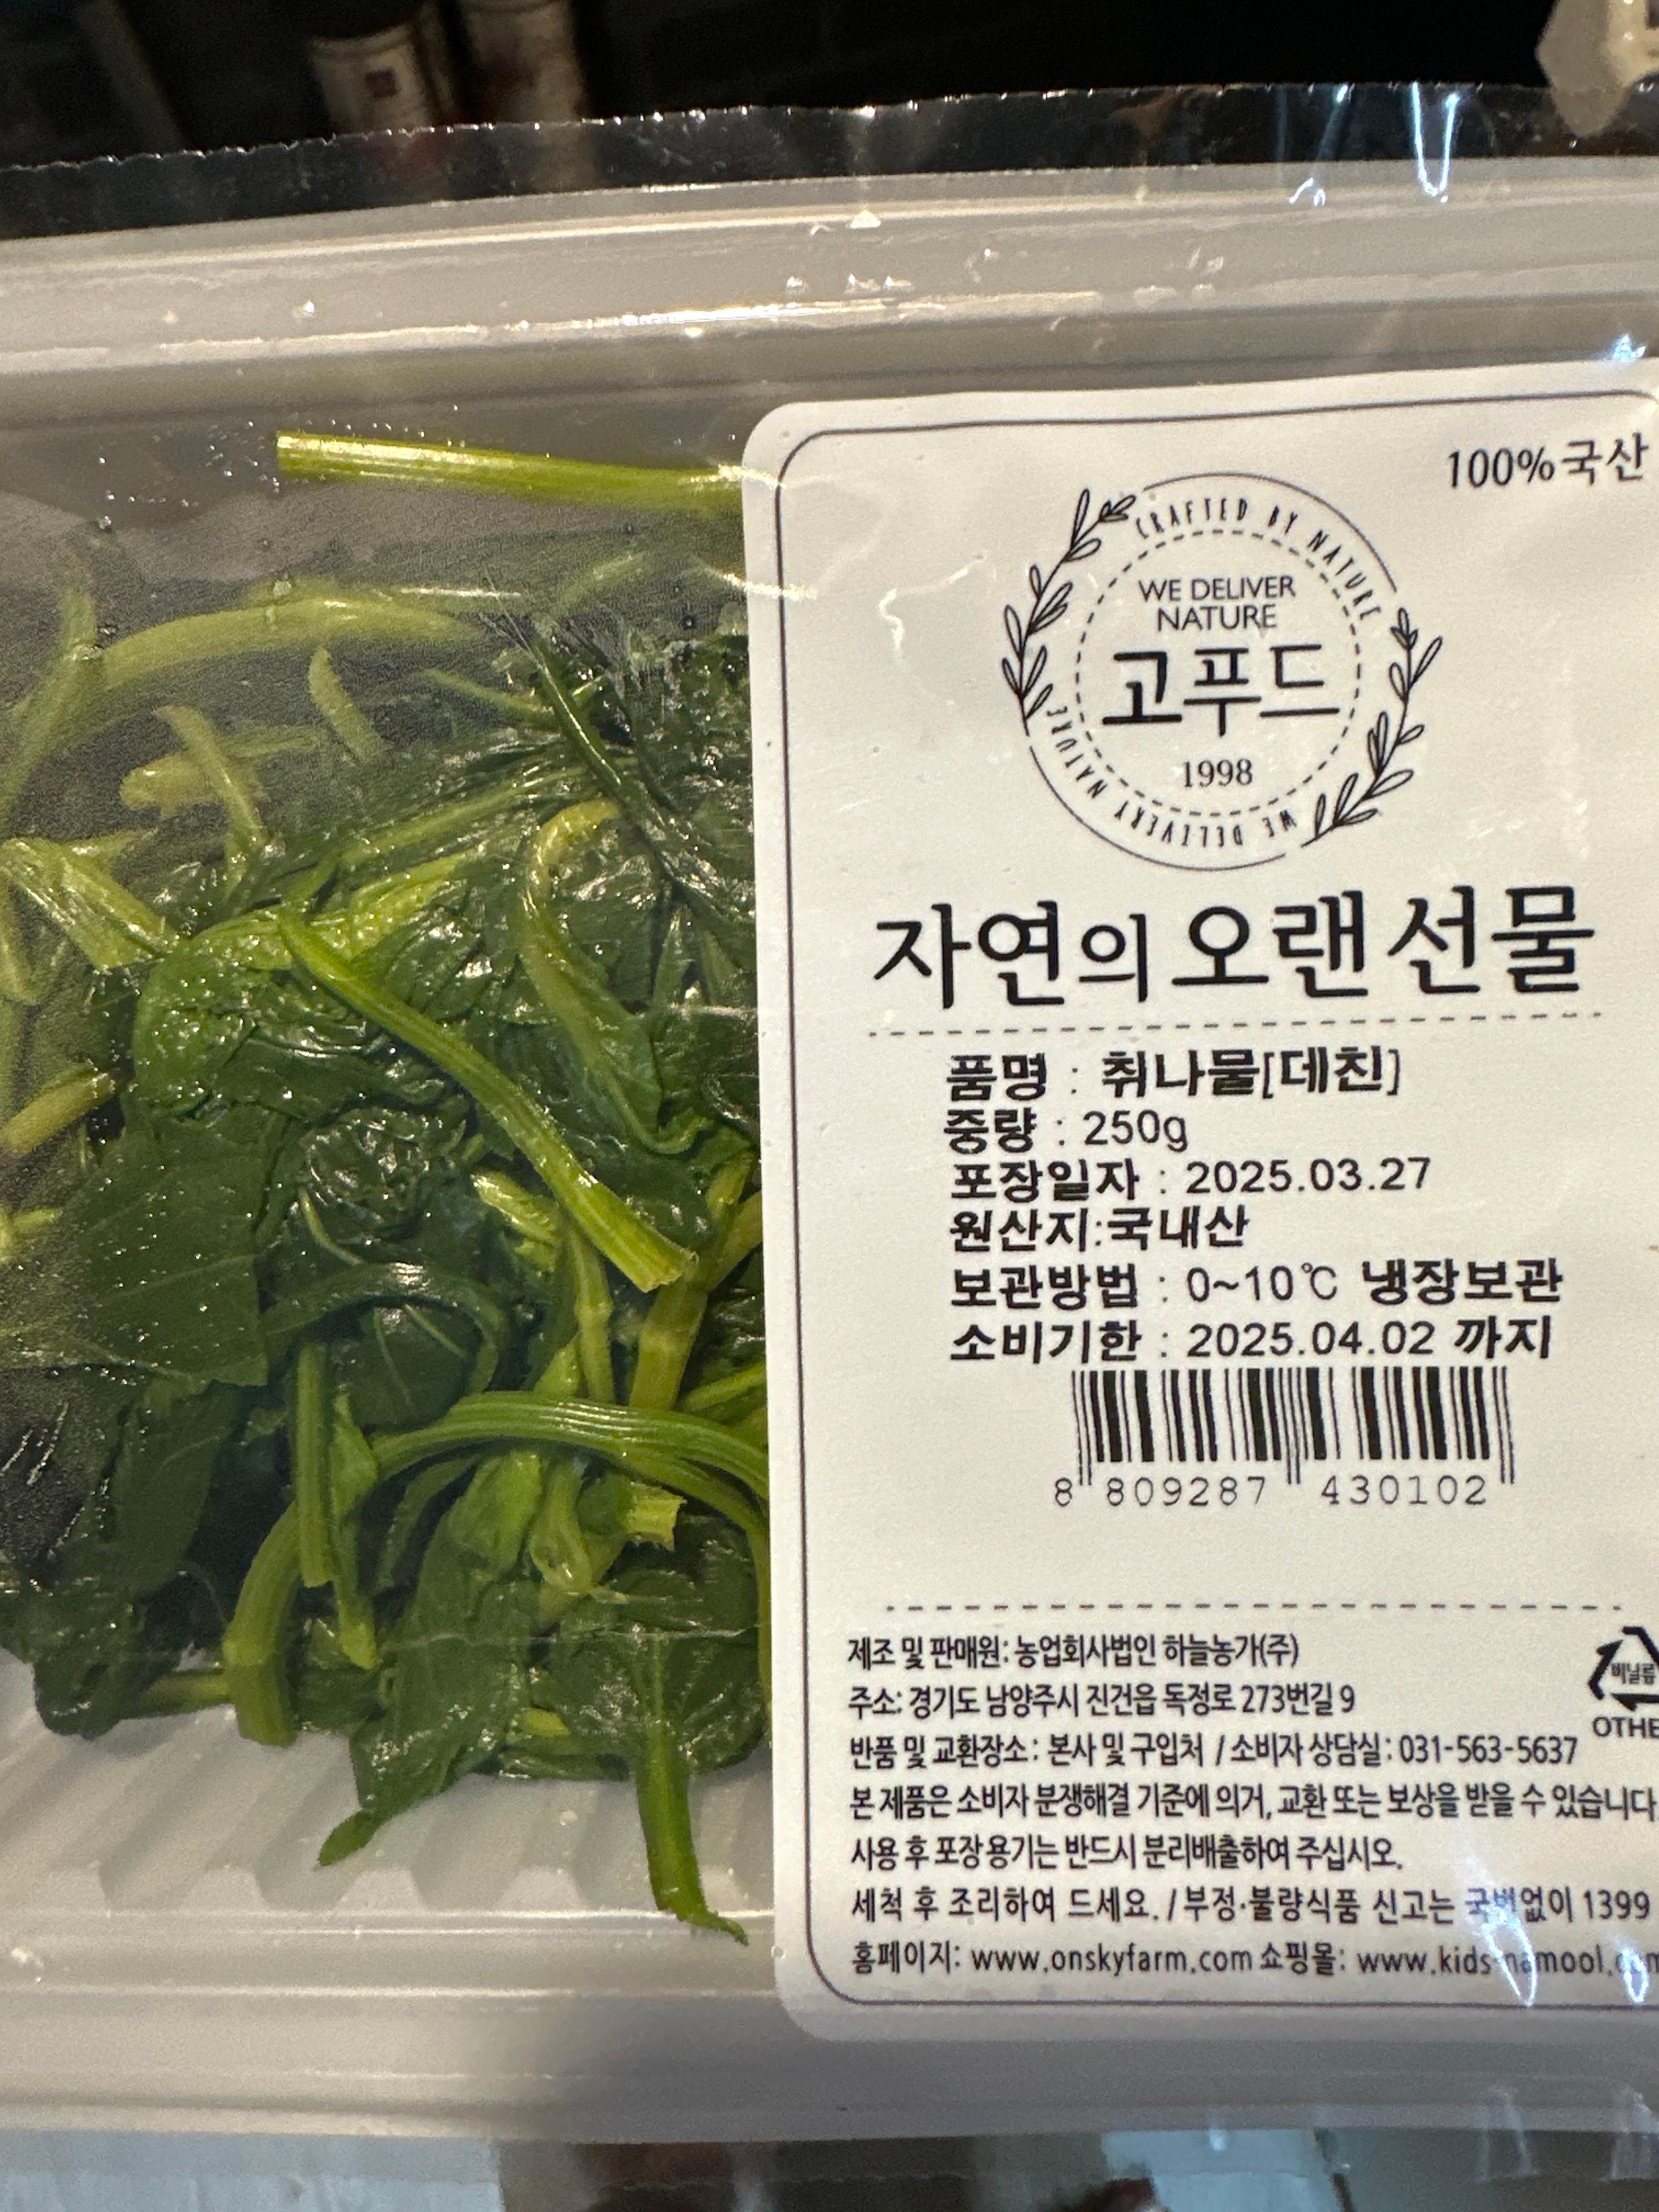 100%국산
CRAFTED BY NATURE
WE DELIVER
NATURE
고푸드
1998
WE DELIVERY NATURE
자연의 오랜 선물
품명 : 취나물[데친]
중량 : 250g
포장일자 : 2025.03.27
원산지:국내산
보관방법 : 0~10℃ 냉장보관
소비기한 : 2025.04.02 까지
8 809287 430102
제조 및 판매원: 농업회사법인 하늘농가(주)
주소: 경기도 남양주시 진건읍 독정로 273번길 9
비닐류
OTHE
반품 및 교환장소: 본사 및 구입처 / 소비자 상담실: 031-563-5637
본 제품은 소비자 분쟁해결 기준에 의거, 교환 또는 보상을 받을 수 있습니다.
사용 후 포장용기는 반드시 분리배출하여 주십시오.
세척 후 조리하여 드세요. / 부정·불량식품 신고는 국번없이 1399
홈페이지: www.onskyfarm.com 쇼핑몰: www.kids-namool.com